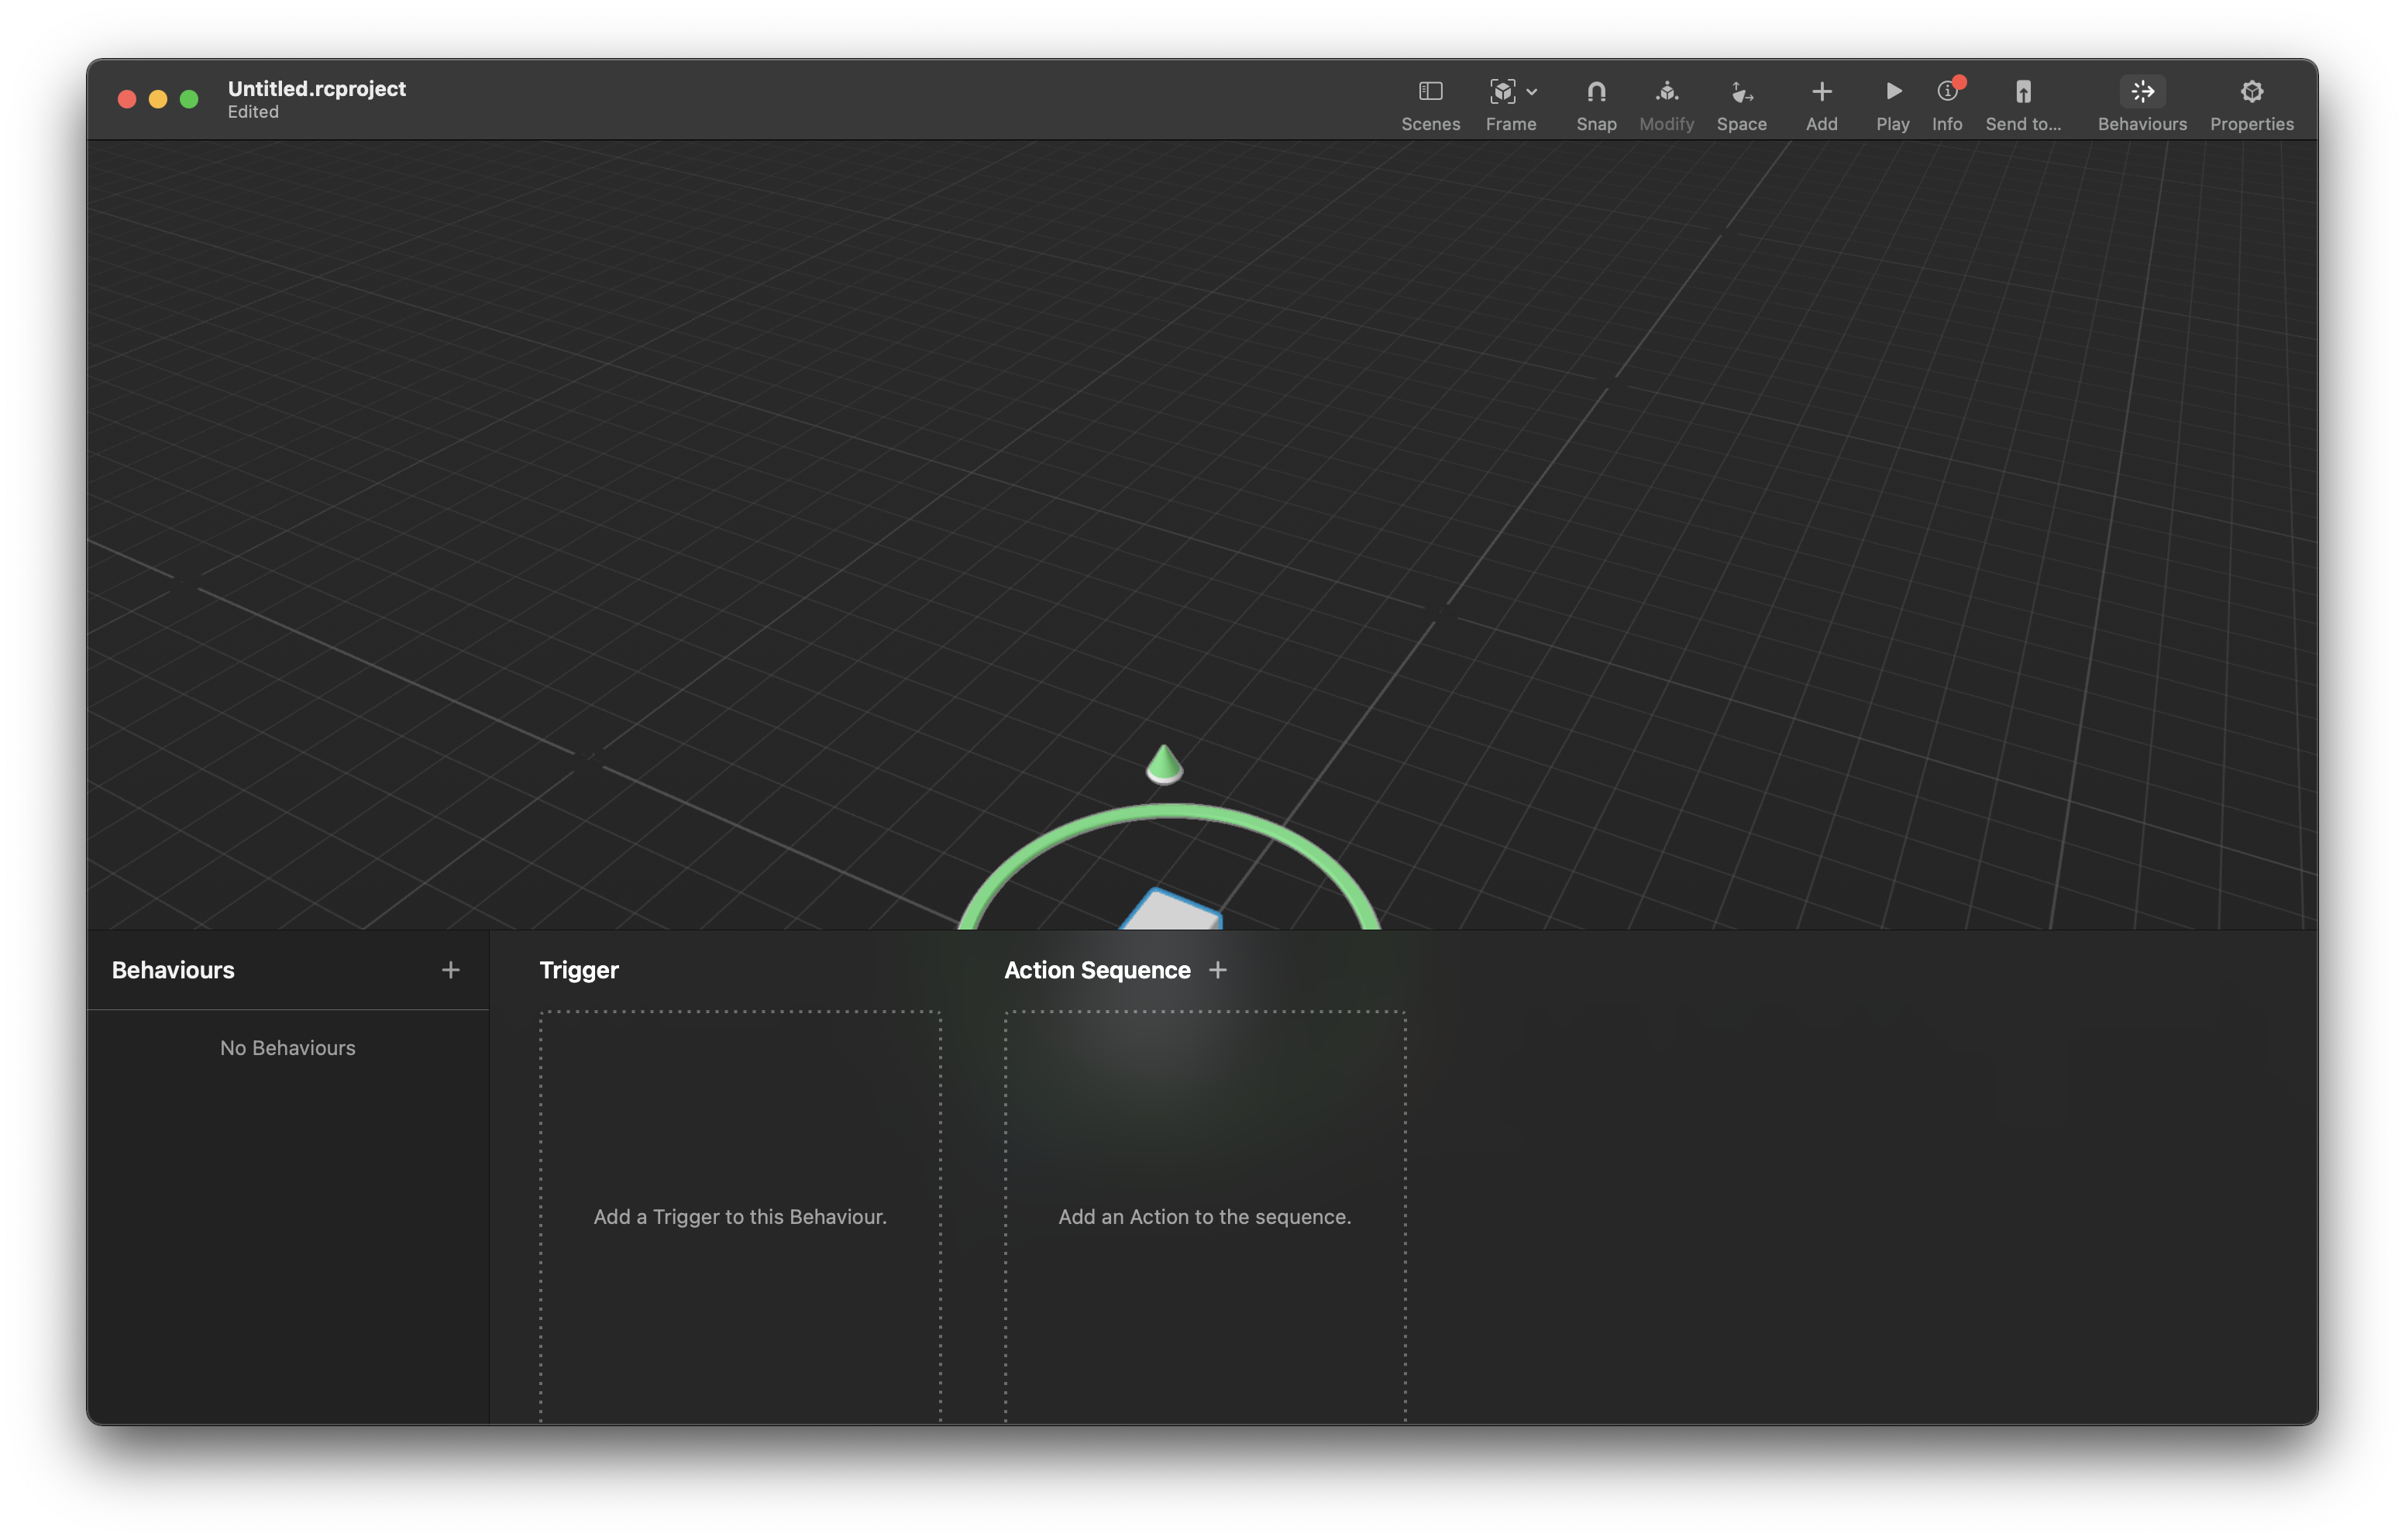 Untitled.rcproject
Edited
Scenes
Frame
Snap
Modify
Space
Add
Play
Info
Send to...
Behaviours
Properties
Behaviours
No Behaviours
Trigger
Add a Trigger to this Behaviour.
Action Sequence
Add an Action to the sequence.